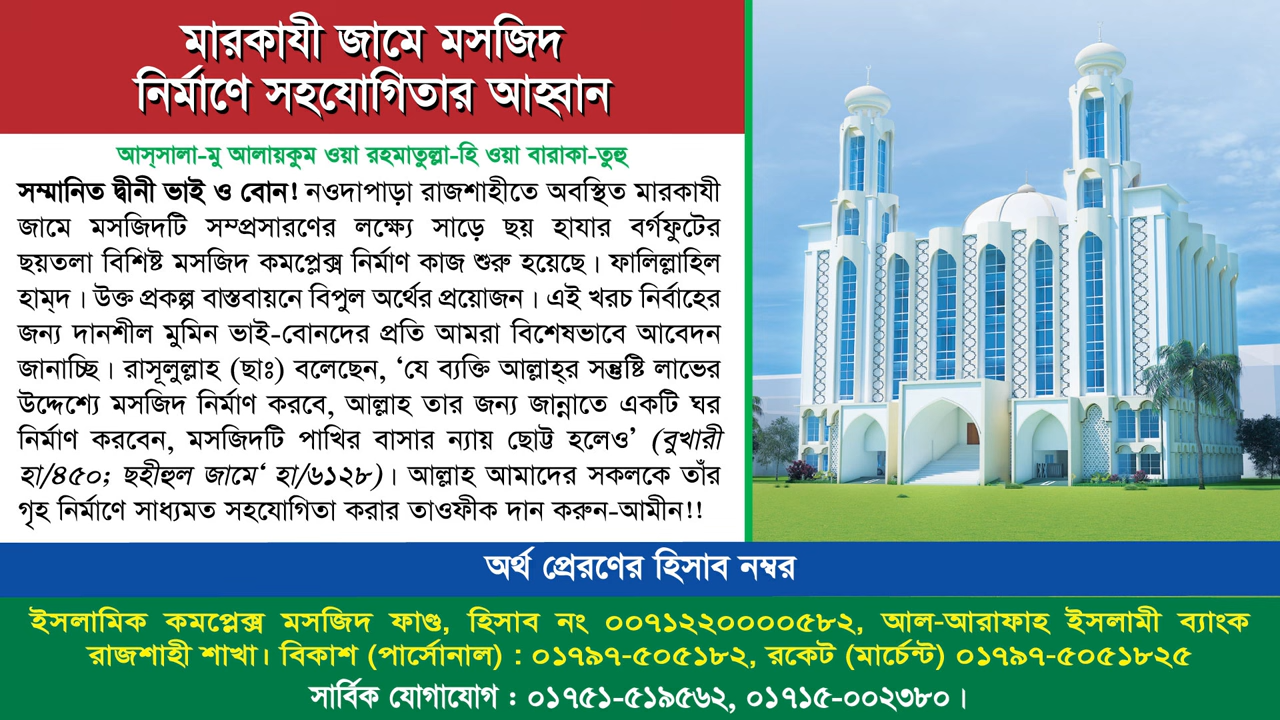 মারকাযী জামে মসজিদ
নির্মাণে সহযোগিতার আহ্বান
আস্সালা-মু আলায়কুম ওয়া রহমাতুল্লা-হি ওয়া বারাকা-তুহু
সম্মানিত দ্বীনী ভাই ও বোন! নওদাপাড়া রাজশাহীতে অবস্থিত মারকাযী
জামে মসজিদটি সম্প্রসারণের লক্ষ্যে সাড়ে ছয় হাযার বর্গফুটের
ছয়তলা বিশিষ্ট মসজিদ কমপ্লেক্স নির্মাণ কাজ শুরু হয়েছে। ফালিল্লাহিল
হাম্দ। উক্ত প্রকল্প বাস্তবায়নে বিপুল অর্থের প্রয়োজন। এই খরচ নির্বাহের
জন্য দানশীল মুমিন ভাই-বোনদের প্রতি আমরা বিশেষভাবে আবেদন
জানাচ্ছি। রাসূলুল্লাহ (ছাঃ) বলেছেন, ‘যে ব্যক্তি আল্লাহ্র সন্তুষ্টি লাভের
উদ্দেশ্যে মসজিদ নির্মাণ করবে, আল্লাহ তার জন্য জান্নাতে একটি ঘর
নির্মাণ করবেন, মসজিদটি পাখির বাসার ন্যায় ছোট্ট হলেও’ (বুখারী
হা/৪৫০; ছহীহুল জামে‘ হা/৬১২৮)। আল্লাহ আমাদের সকলকে তাঁর
গৃহ নির্মাণে সাধ্যমত সহযোগিতা করার তাওফীক দান করুন-আমীন!!
অর্থ প্রেরণের হিসাব নম্বর
ইসলামিক কমপ্লেক্স মসজিদ ফাণ্ড, হিসাব নং ০০৭১২২০০০০৫৮২, আল-আরাফাহ ইসলামী ব্যাংক
রাজশাহী শাখা। বিকাশ (পার্সোনাল) : ০১৭৯৭-৫০৫১৮২, রকেট (মার্চেন্ট) ০১৭৯৭-৫০৫১৮২৫
সার্বিক যোগাযোগ : ০১৭৫১-৫১৯৫৬২, ০১৭১৫-০০২৩৮০।